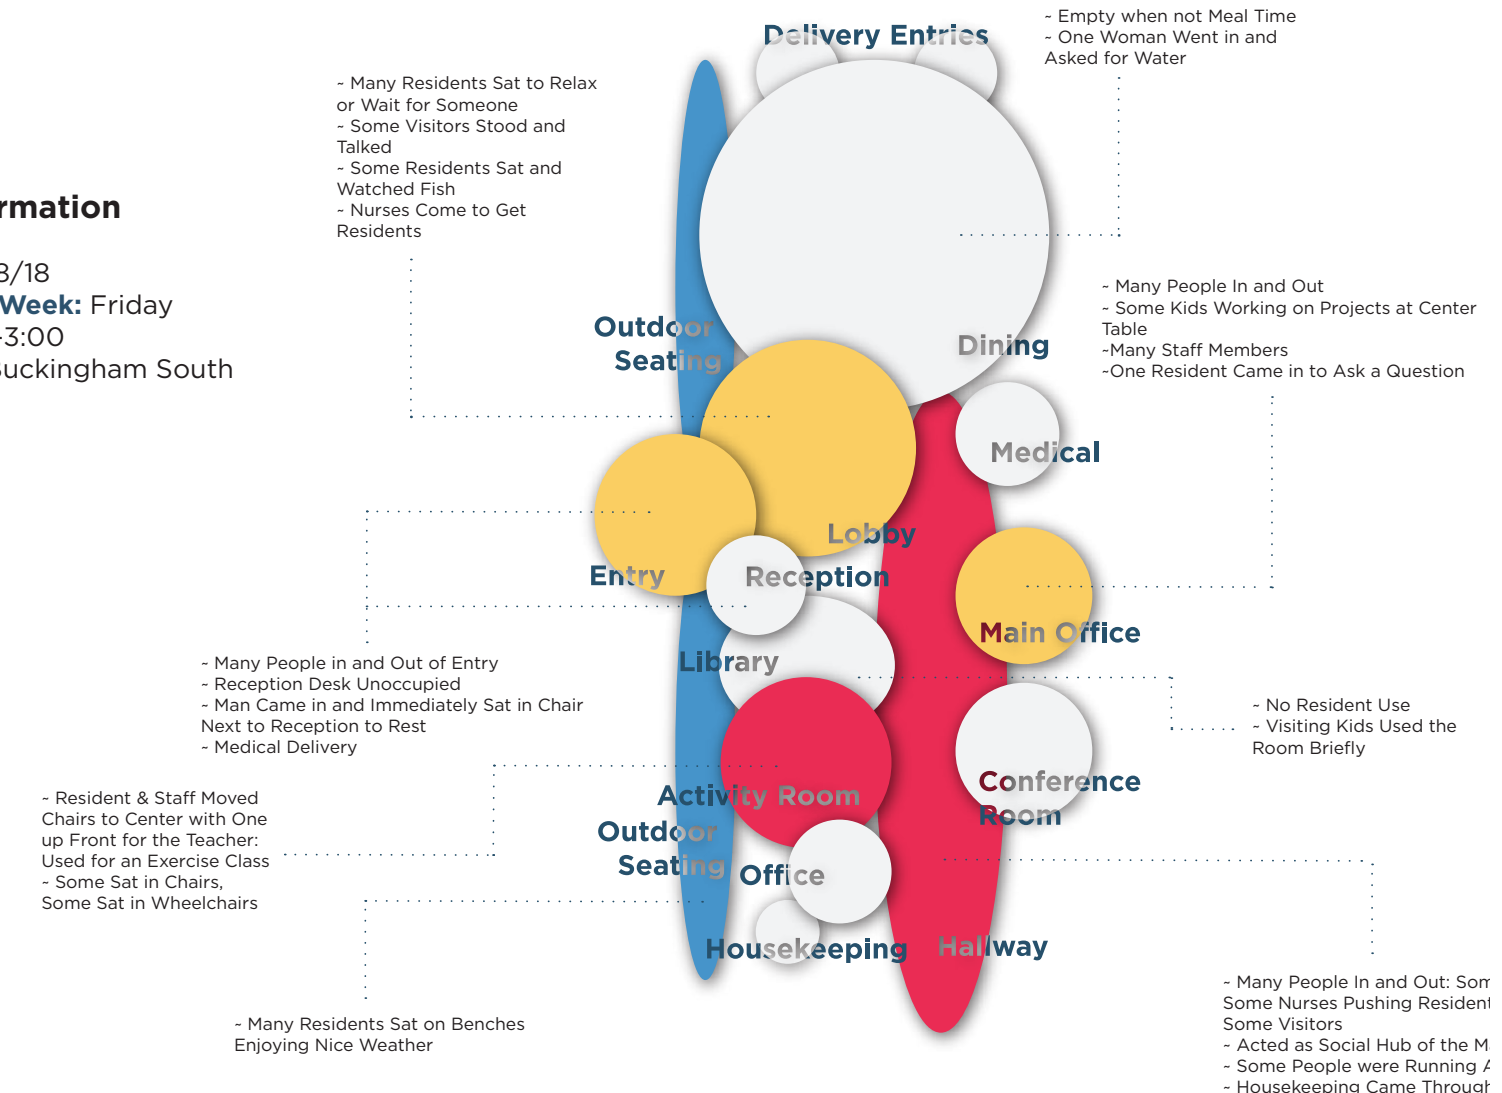 Delivery Entries
~ Empty when not Meal Time
~ One Woman Went in and
Asked for Water
~ Many Residents Sat to Relax
or Wait for Someone
~ Some Visitors Stood and
Talked
~ Some Residents Sat and
Watched Fish
~ Nurses Come to Get
Residents
rmation
8/18
Week: Friday
-3:00
Buckingham South
~ Many People In and Out
~ Some Kids Working on Projects at Center
Table
~Many Staff Members
~One Resident Came in to Ask a Question
Outdoor
Seating
Dining
Medical
Lobby
Entry
Reception
Main Office
Library
~ Many People in and Out of Entry
~ Reception Desk Unoccupied
~ Man Came in and Immediately Sat in Chair
Next to Reception to Rest
~ Medical Delivery
~ No Resident Use
~ Visiting Kids Used the
Room Briefly
Conference
Room
Activity Room
~ Resident & Staff Moved
Chairs to Center with One
up Front for the Teacher:
Used for an Exercise Class
~ Some Sat in Chairs,
Some Sat in Wheelchairs
Outdoor
Seating
Office
Housekeeping
Hallway
~ Many Residents Sat on Benches
Enjoying Nice Weather
~ Many People In and Out: Som
Some Nurses Pushing Resident
Some Visitors
~ Acted as Social Hub of the M
~ Some People were Running A
~ Housekeeping Came Through